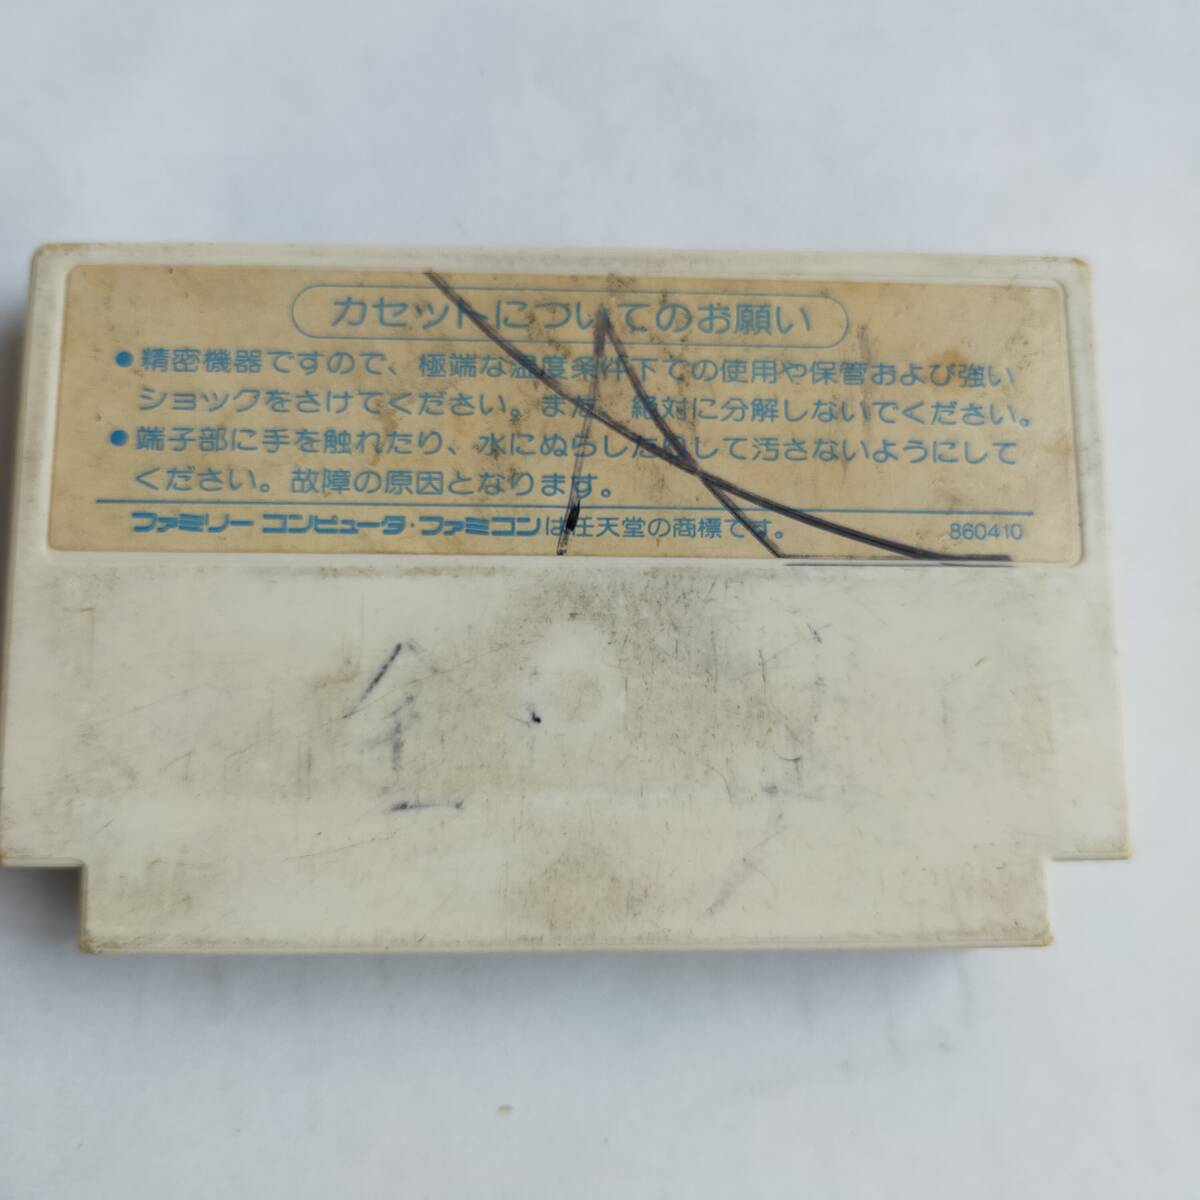 カセットについてのお願い
●精密機器ですので、極端な温度条件下での使用や保管および強い
ショックをさけてください。また、絶対に分解しないでください。
●端子部に手を触れたり、水にぬらしたりして汚さないようにして
ください。故障の原因となります。
ファミリーコンピュータ・ファミコンは任天堂の商標です。 860410